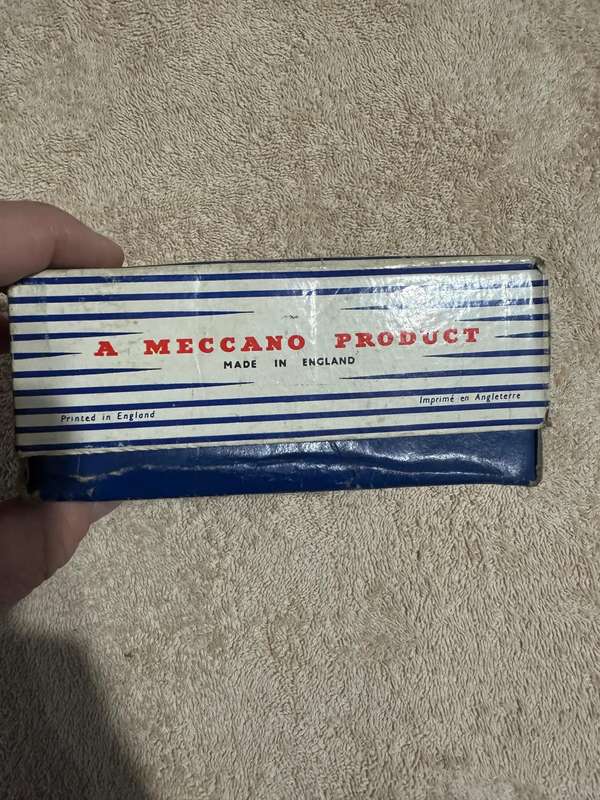 A MECCANO PRODUCT
MADE IN ENGLAND
Printed in England
Imprimé en Angleterre